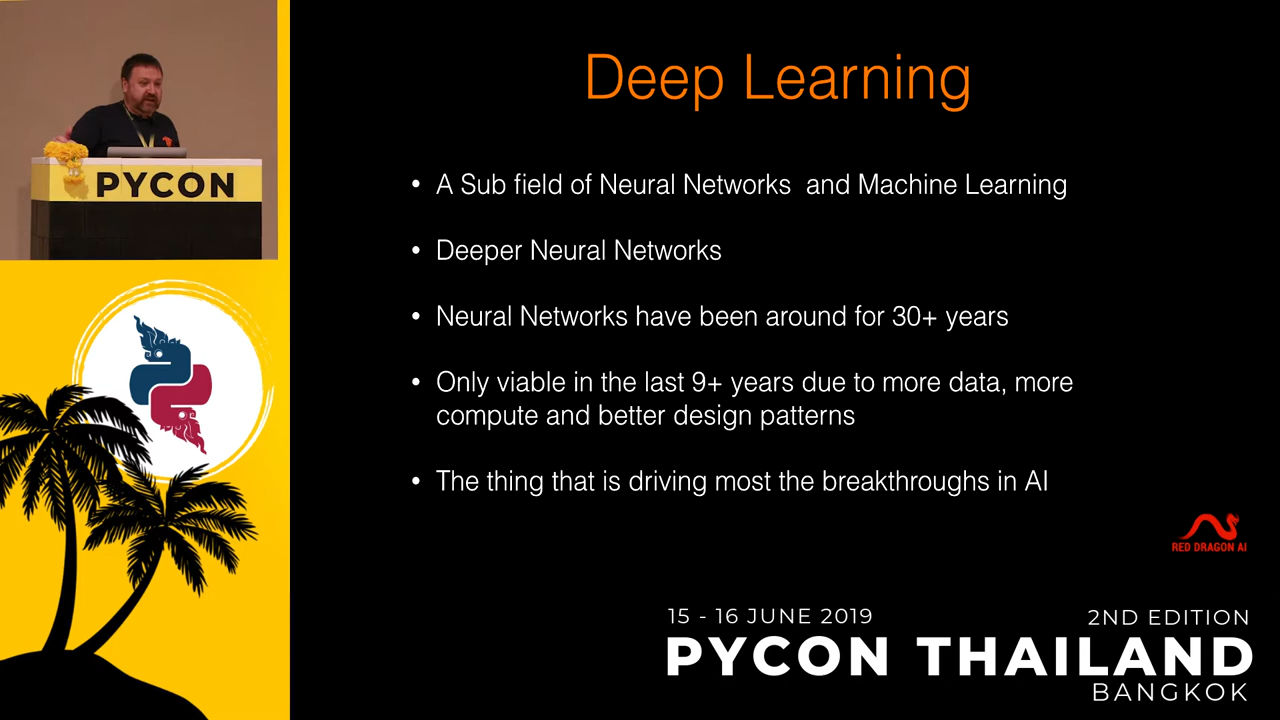 PYCON
Deep Learning
• A Sub field of Neural Networks and Machine Learning
• Deeper Neural Networks
• Neural Networks have been around for 30+ years
• Only viable in the last 9+ years due to more data, more
compute and better design patterns
• The thing that is driving most the breakthroughs in AI
RED DRAGON AI
15 - 16 JUNE 2019
2ND EDITION
PYCON THAILAND
BANGKOK